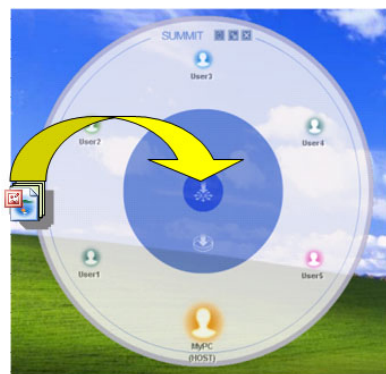 SUMMIT
User3
User2
User4
User1
User5
MyPC
(HOST)